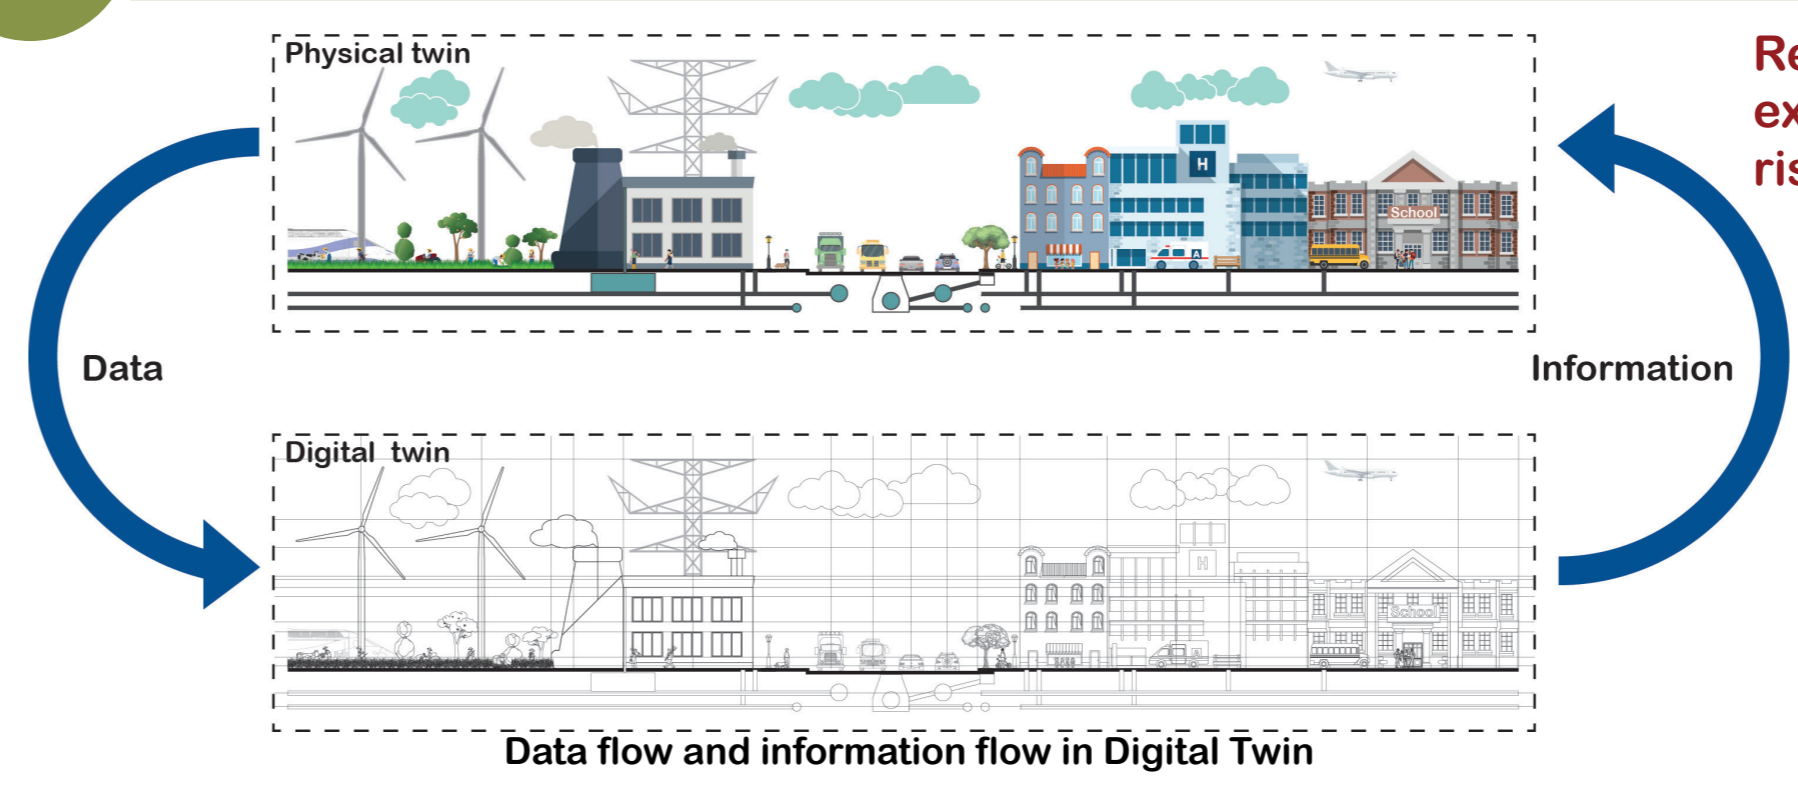 Physical twin
H
School
A
Data
Information
Digital twin
H
School
A
Data flow and information flow in Digital Twin